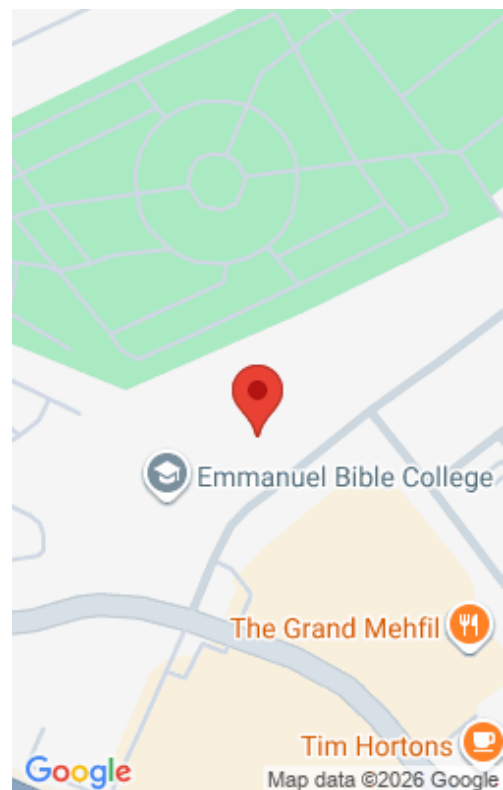 Emmanuel Bible College
The Grand Mehfil
Tim Hortons
Google
Map data ©2026 Google